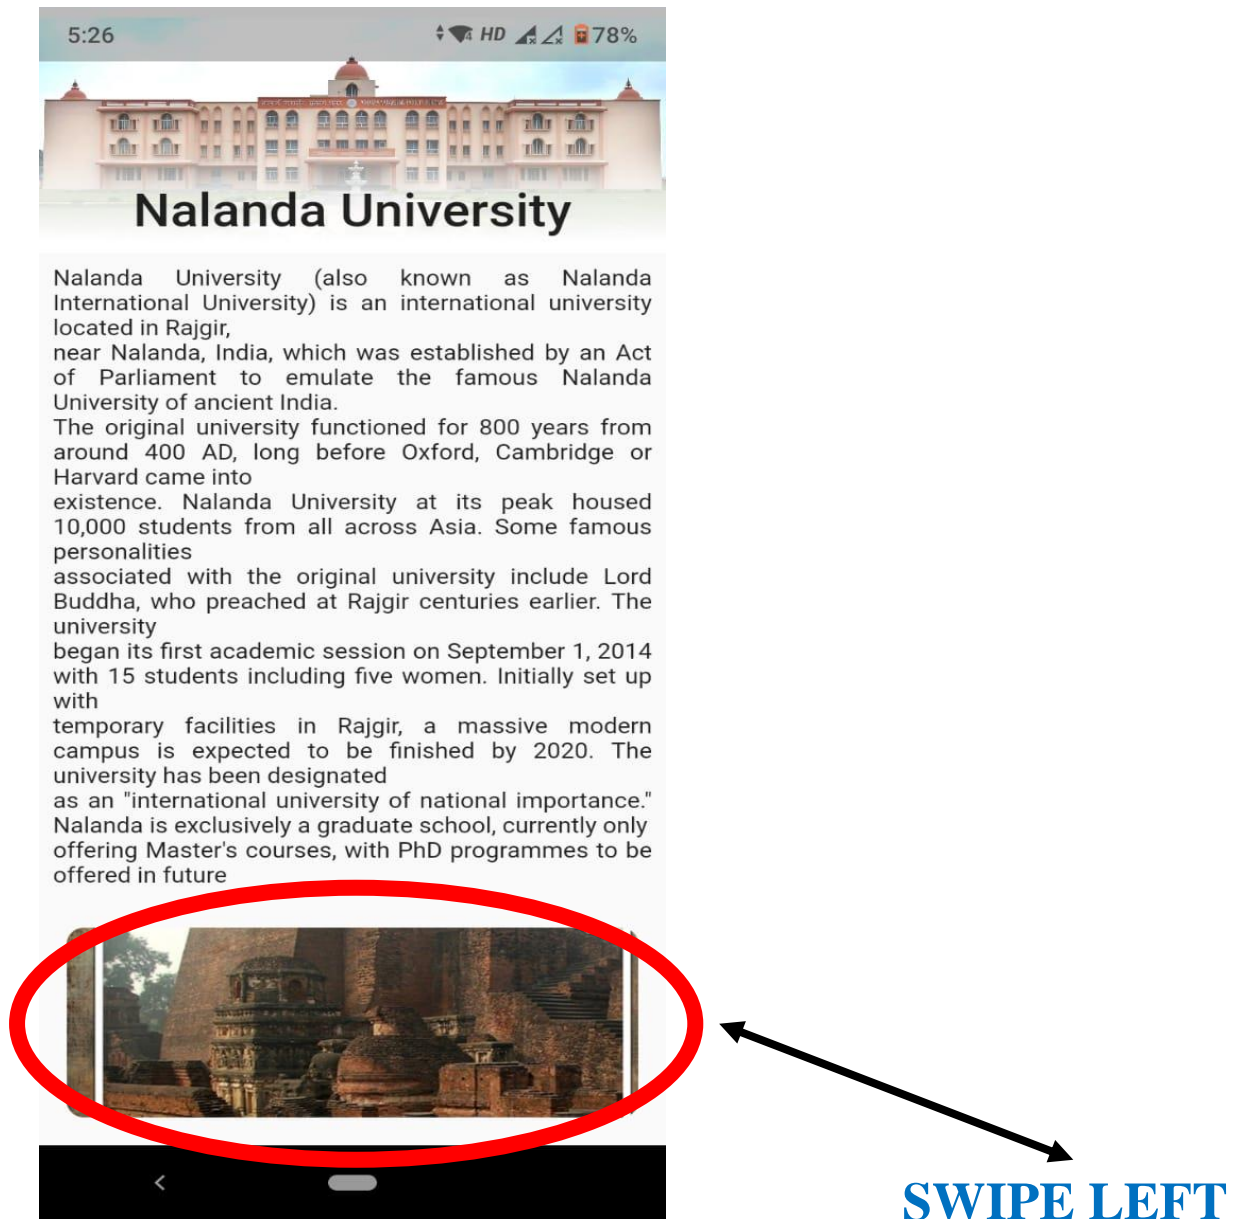 5:26
4 HD 78%
Nalanda University
Nalanda University (also known as Nalanda
International University) is an international university
located in Rajgir,
near Nalanda, India, which was established by an Act
of Parliament to emulate the famous Nalanda
University of ancient India.
The original university functioned for 800 years from
around 400 AD, long before Oxford, Cambridge or
Harvard came into
existence. Nalanda University at its peak housed
10,000 students from all across Asia. Some famous
personalities
associated with the original university include Lord
Buddha, who preached at Rajgir centuries earlier. The
university
began its first academic session on September 1, 2014
with 15 students including five women. Initially set up
with
temporary facilities in Rajgir, a massive modern
campus is expected to be finished by 2020. The
university has been designated
as an "international university of national importance."
Nalanda is exclusively a graduate school, currently only
offering Master's courses, with PhD programmes to be
offered in future
SWIPE LEFT